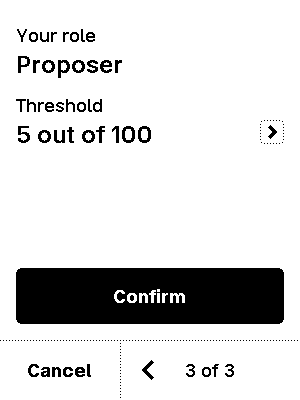 Your role
Proposer
Threshold
5 out of 100
Confirm
Cancel
3 of 3